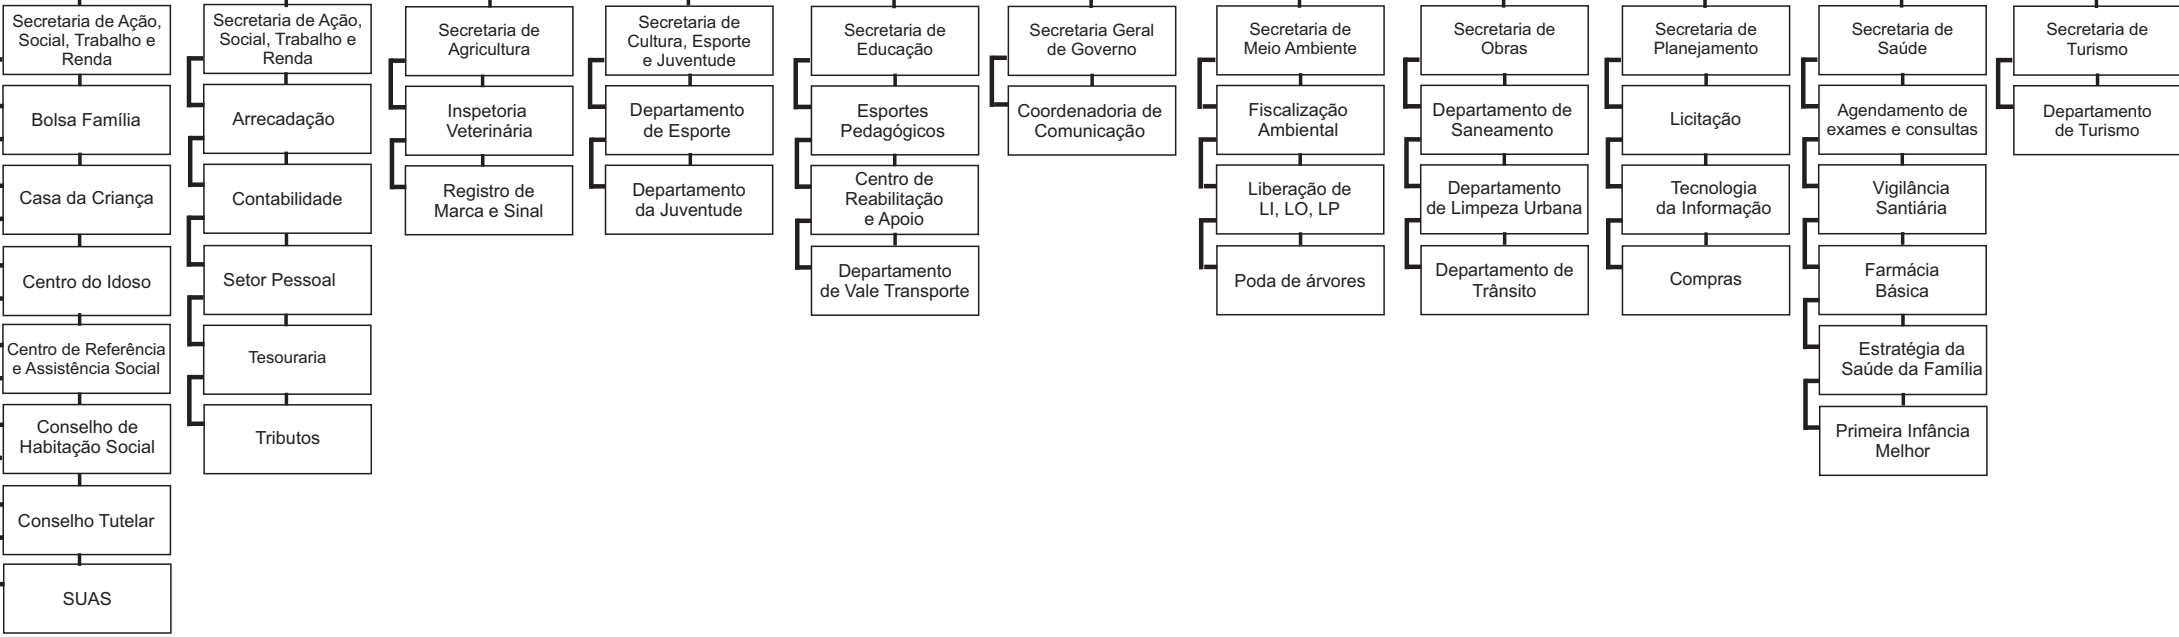 Secretaria de Ação,
Social, Trabalho e
Renda
Bolsa Família
Casa da Criança
Centro do Idoso
Centro de Referência
e Assistência Social
Conselho de
Habitação Social
Conselho Tutelar
SUAS
Secretaria de Ação,
Social, Trabalho e
Renda
Arrecadação
Contabilidade
Setor Pessoal
Tesouraria
Tributos
Secretaria de
Agricultura
Inspetoria
Veterinária
Registro de
Marca e Sinal
Secretaria de
Cultura, Esporte
e Juventude
Departamento
de Esporte
Departamento
da Juventude
Secretaria de
Educação
Esportes
Pedagógicos
Centro de
Reabilitação
e Apoio
Departamento
de Vale Transporte
Secretaria Geral
de Governo
Coordenadoria de
Comunicação
Secretaria de
Meio Ambiente
Fiscalização
Ambiental
Liberação de
LI, LO, LP
Poda de árvores
Secretaria de
Obras
Departamento de
Saneamento
Departamento
de Limpeza Urbana
Departamento de
Trânsito
Secretaria de
Planejamento
Licitação
Tecnologia
da Informação
Compras
Secretaria de
Saúde
Agendamento de
exames e consultas
Vigilância
Santiária
Farmácia
Básica
Estratégia da
Saúde da Família
Primeira Infância
Melhor
Secretaria de
Turismo
Departamento
de Turismo